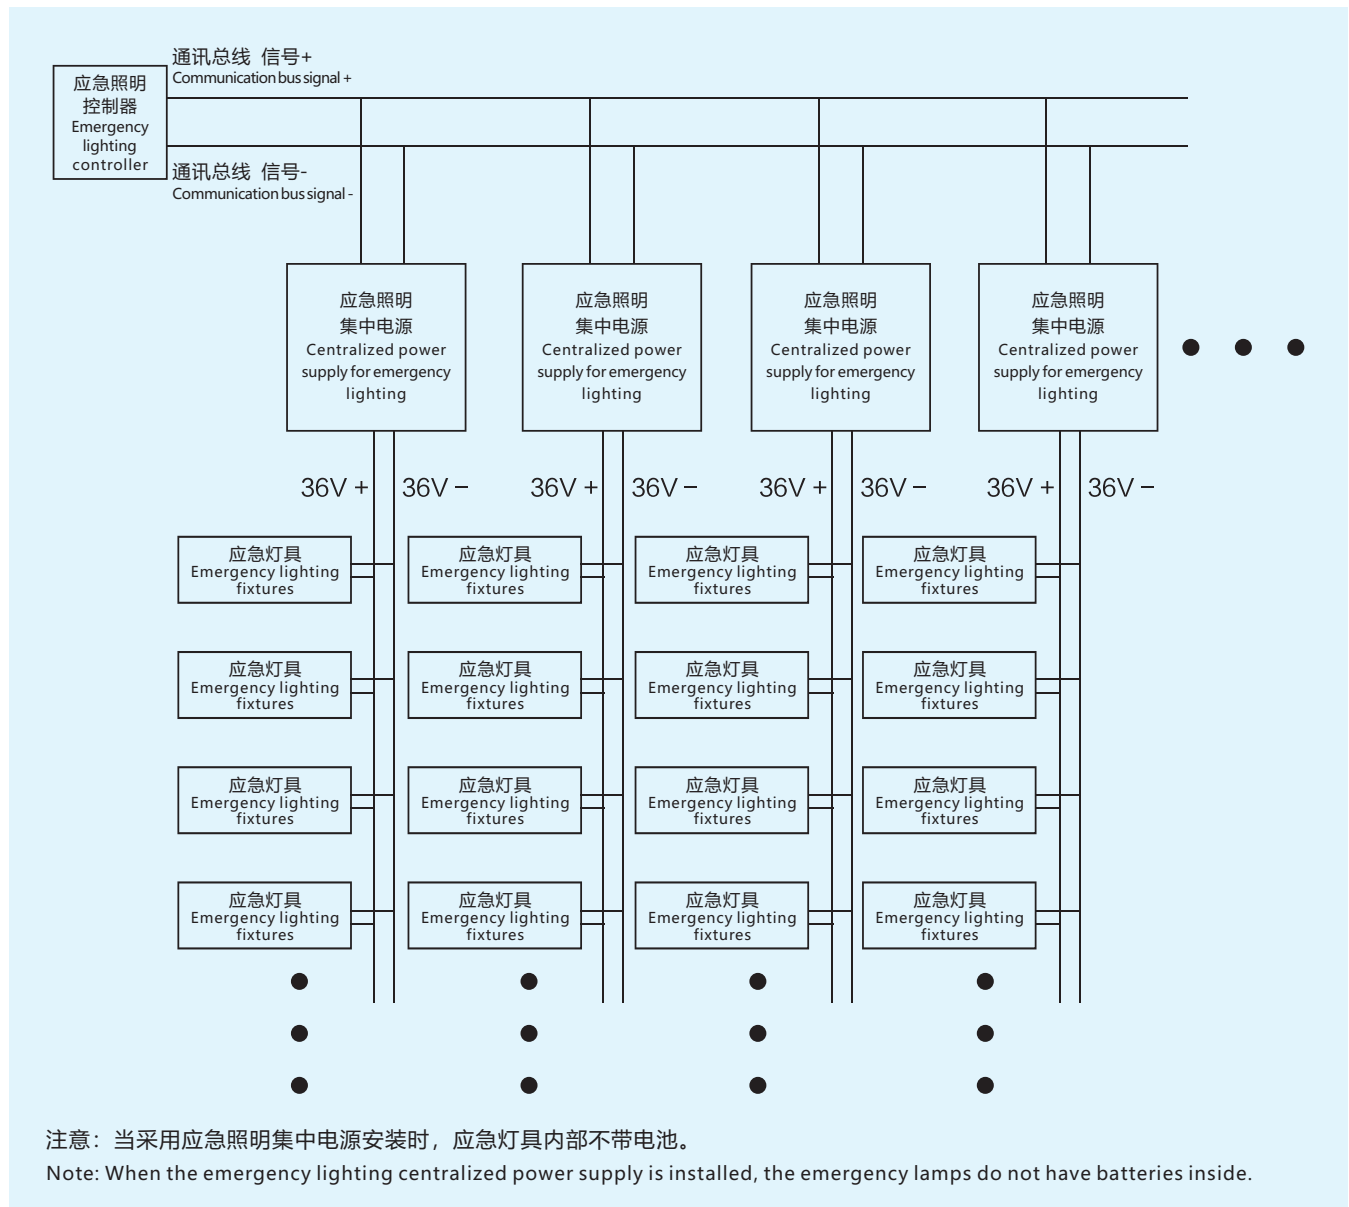 通讯总线 信号+
Communication bus signal +
应急照明
控制器
Emergency
lighting
controller
通讯总线 信号-
Communication bus signal -
应急照明
集中电源
Centralized power
supply for emergency
lighting
应急照明
集中电源
Centralized power
supply for emergency
lighting
应急照明
集中电源
Centralized power
supply for emergency
lighting
应急照明
集中电源
Centralized power
supply for emergency
lighting
36V + 36V − 36V + 36V − 36V + 36V − 36V + 36V −
应急灯具
Emergency lighting
fixtures
应急灯具
Emergency lighting
fixtures
应急灯具
Emergency lighting
fixtures
应急灯具
Emergency lighting
fixtures
应急灯具
Emergency lighting
fixtures
应急灯具
Emergency lighting
fixtures
应急灯具
Emergency lighting
fixtures
应急灯具
Emergency lighting
fixtures
应急灯具
Emergency lighting
fixtures
应急灯具
Emergency lighting
fixtures
应急灯具
Emergency lighting
fixtures
应急灯具
Emergency lighting
fixtures
应急灯具
Emergency lighting
fixtures
应急灯具
Emergency lighting
fixtures
应急灯具
Emergency lighting
fixtures
应急灯具
Emergency lighting
fixtures
注意：当采用应急照明集中电源安装时，应急灯具内部不带电池。
Note: When the emergency lighting centralized power supply is installed, the emergency lamps do not have batteries inside.